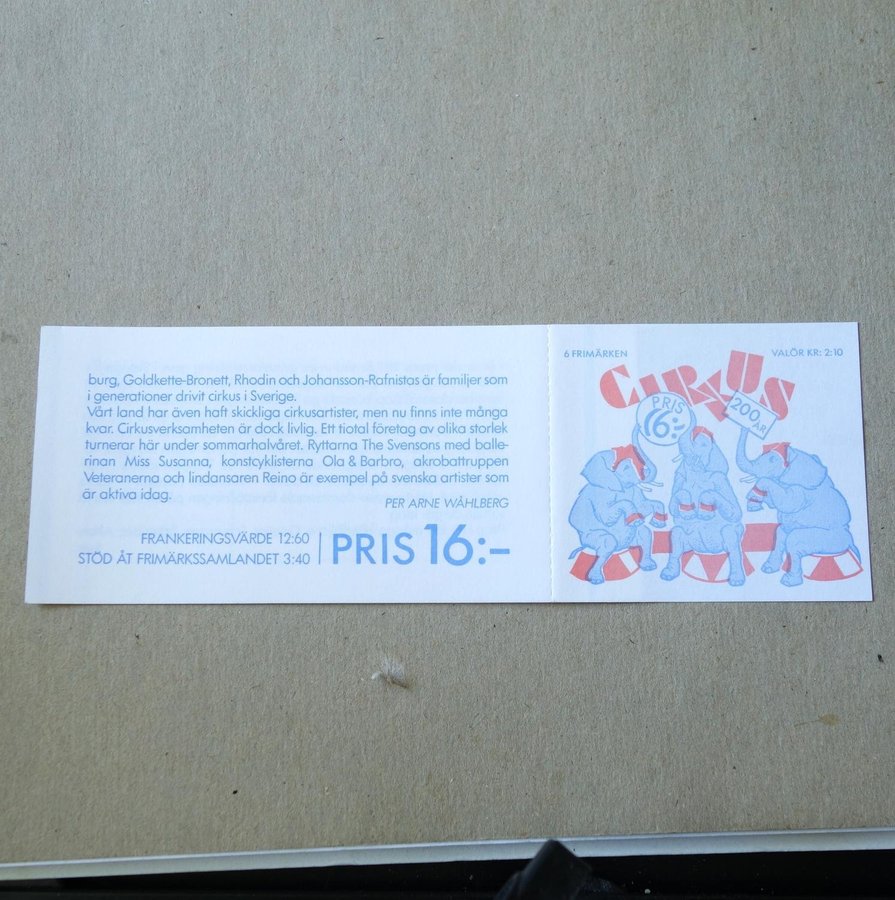 burg, Goldkette-Bronett, Rhodin och Johansson-Rafnistas är familjer som
i generationer drivit cirkus i Sverige.
Vårt land har även haft skickliga cirkusartister, men nu finns inte många
kvar. Cirkusverksamheten är dock livlig. Ett tiotal företag av olika storlek
turnerar här under sommarhalvåret. Ryttarna The Svensons med balle-
rinan Miss Susanna, konstcyklisterna Ola & Barbro, akrobattruppen
Veteranerna och lindansaren Reino är exempel på svenska artister som
är aktiva idag.
PER ARNE WÅHLBERG
FRANKERINGSVÄRDE 12:60
STÖD ÅT FRIMÄRKSSAMLANDET 3:40
PRIS 16:–
6 FRIMÄRKEN
VALÖR KR: 2:10
CIRKUS
PRIS
16:-
200 ÅR